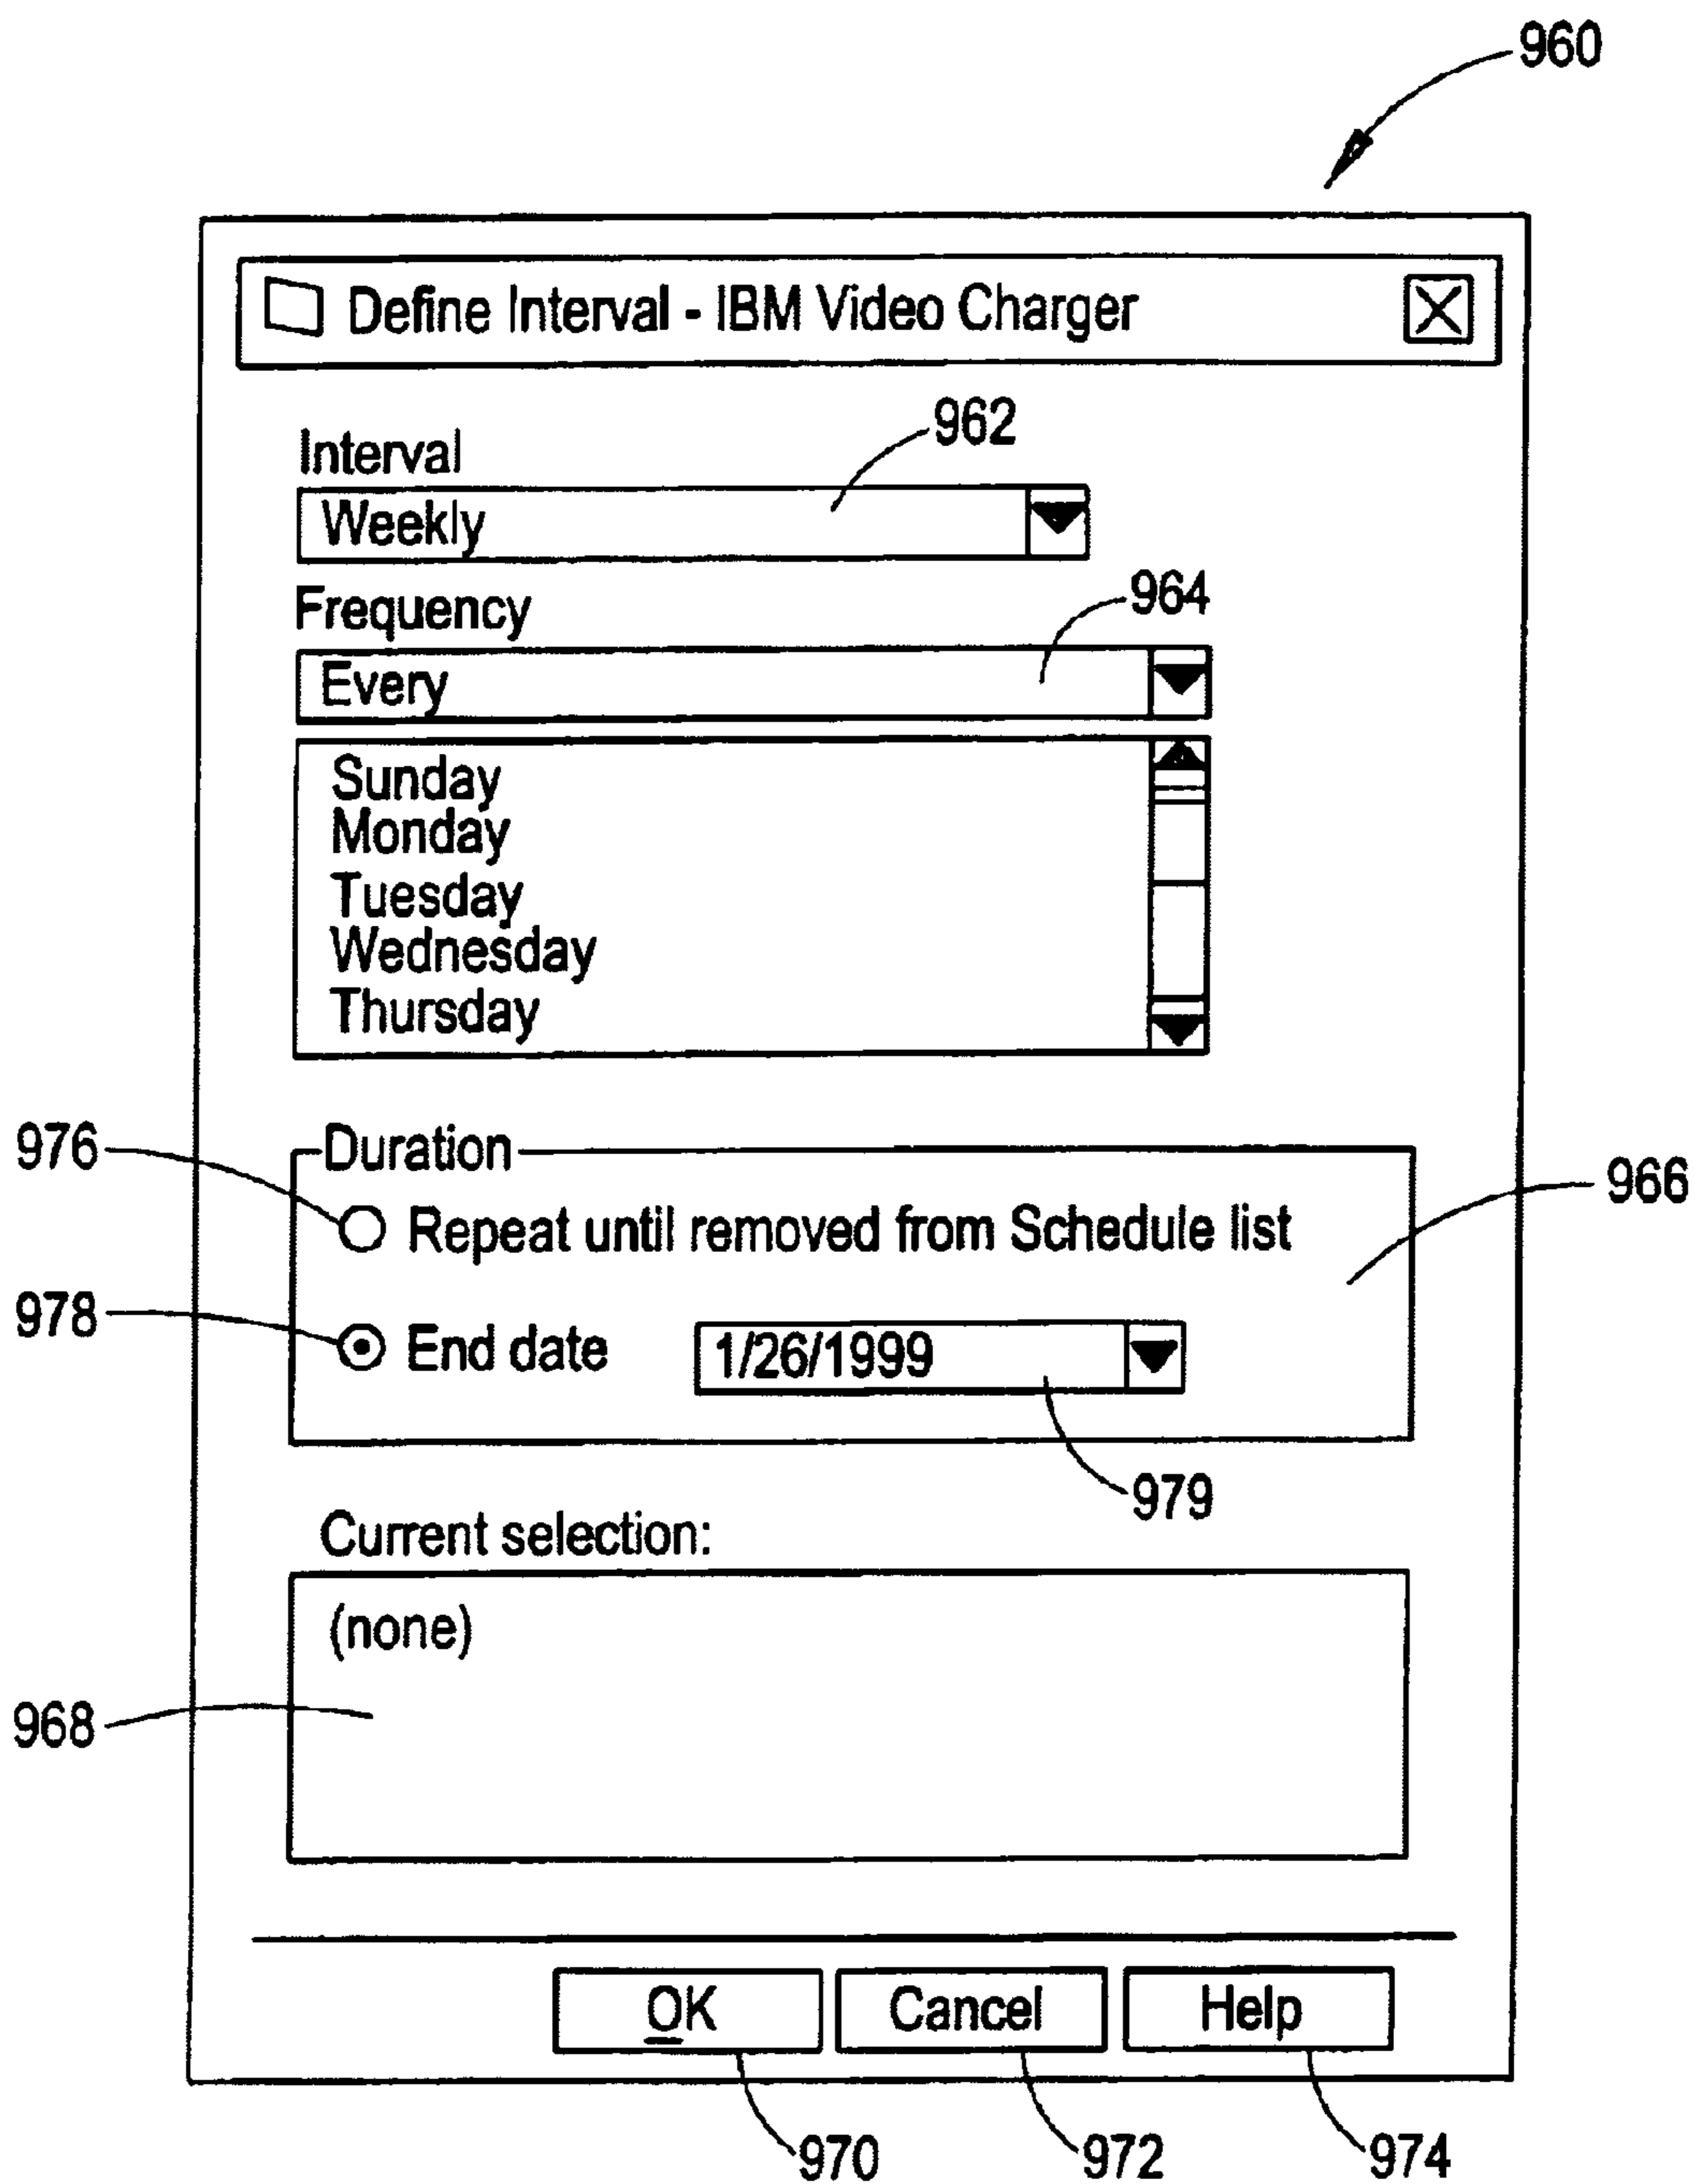 960
Define Interval - IBM Video Charger
962
Interval
Weekly
964
Frequency
Every
Sunday
Monday
Tuesday
Wednesday
Thursday
976
Duration
966
Repeat until removed from Schedule list
978
End date 1/26/1999
979
Current selection:
(none)
968
OK Cancel Help
970 972 974